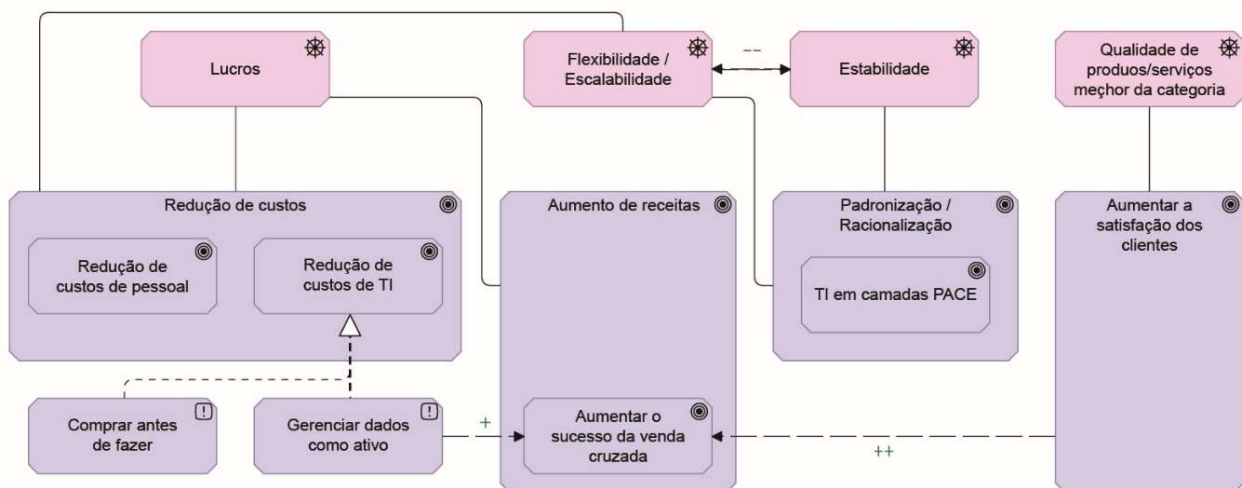 Lucros
Flexibilidade /
Escalabilidade
--
Estabilidade
Qualidade de
produos/serviços
meçhor da categoria
Redução de custos
Redução de
custos de pessoal
Redução de
custos de TI
Aumento de receitas
Padronização /
Racionalização
TI em camadas PACE
Aumentar a
satisfação dos
clientes
Comprar antes
de fazer
Gerenciar dados
como ativo
+
Aumentar o
sucesso da venda
cruzada
++